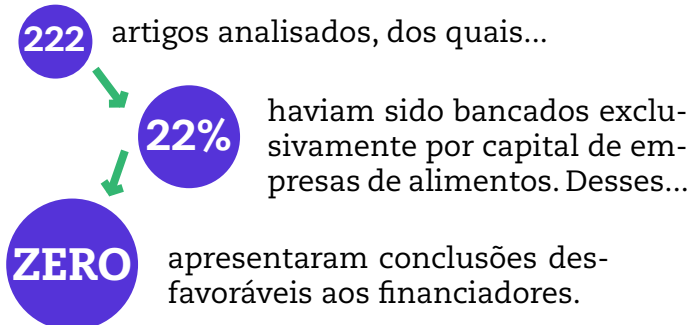 222 artigos analisados, dos quais...
22%
haviam sido bancados exclu-
sivamente por capital de em-
presas de alimentos. Desses...
ZERO
apresentaram conclusões des-
favoráveis aos financiadores.